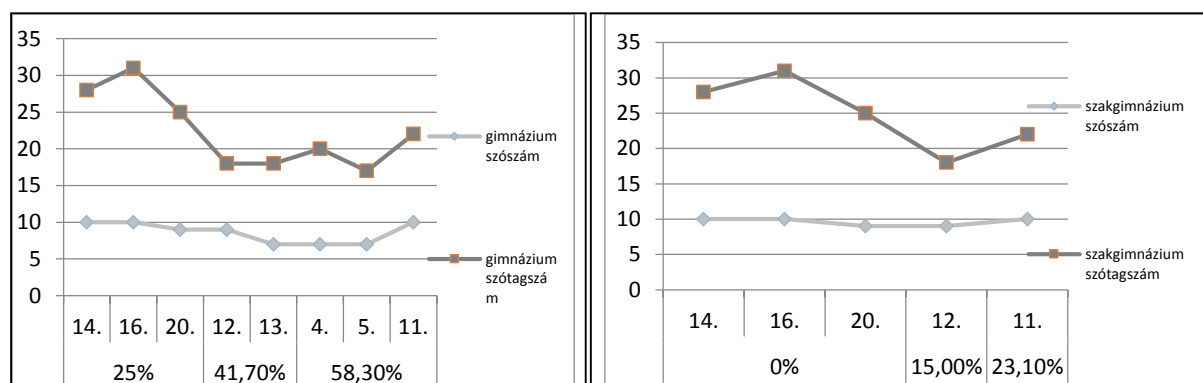 35
30
25
20
15
10
5
0
14. 16. 20. 12. 13. 4. 5. 11.
25% 41,70% 58,30%
gimnázium
szószám
gimnázium
szótagszá
m
35
30
25
20
15
10
5
0
14. 16. 20. 12. 11.
0% 15,00% 23,10%
szakgimnázium
szószám
szakgimnázium
szótagszám